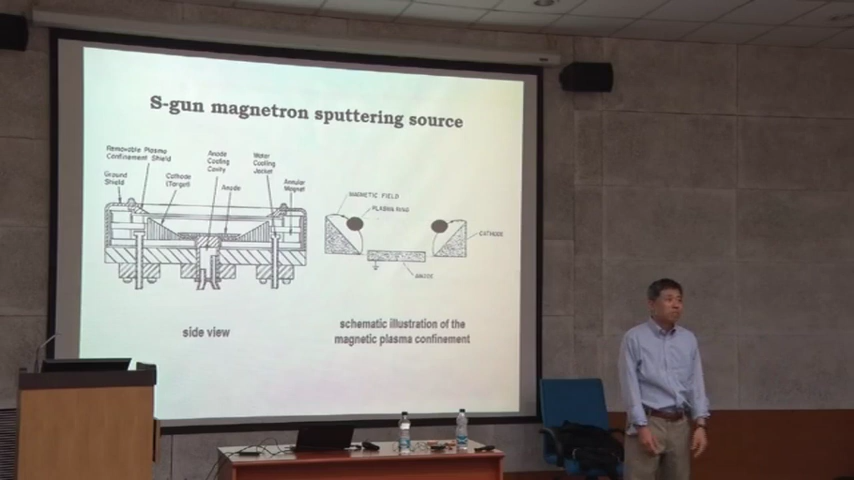 S-gun magnetron sputtering source
Removable Plasma
Confinement Shield
Ground
Shield
Cathode
(Target)
Anode
Cooling
Cavity
Anode
Water
Cooling
Jacket
Annular
Magnet
MAGNETIC FIELD
PLASMA RING
CATHODE
ANODE
side view
schematic illustration of the
magnetic plasma confinement